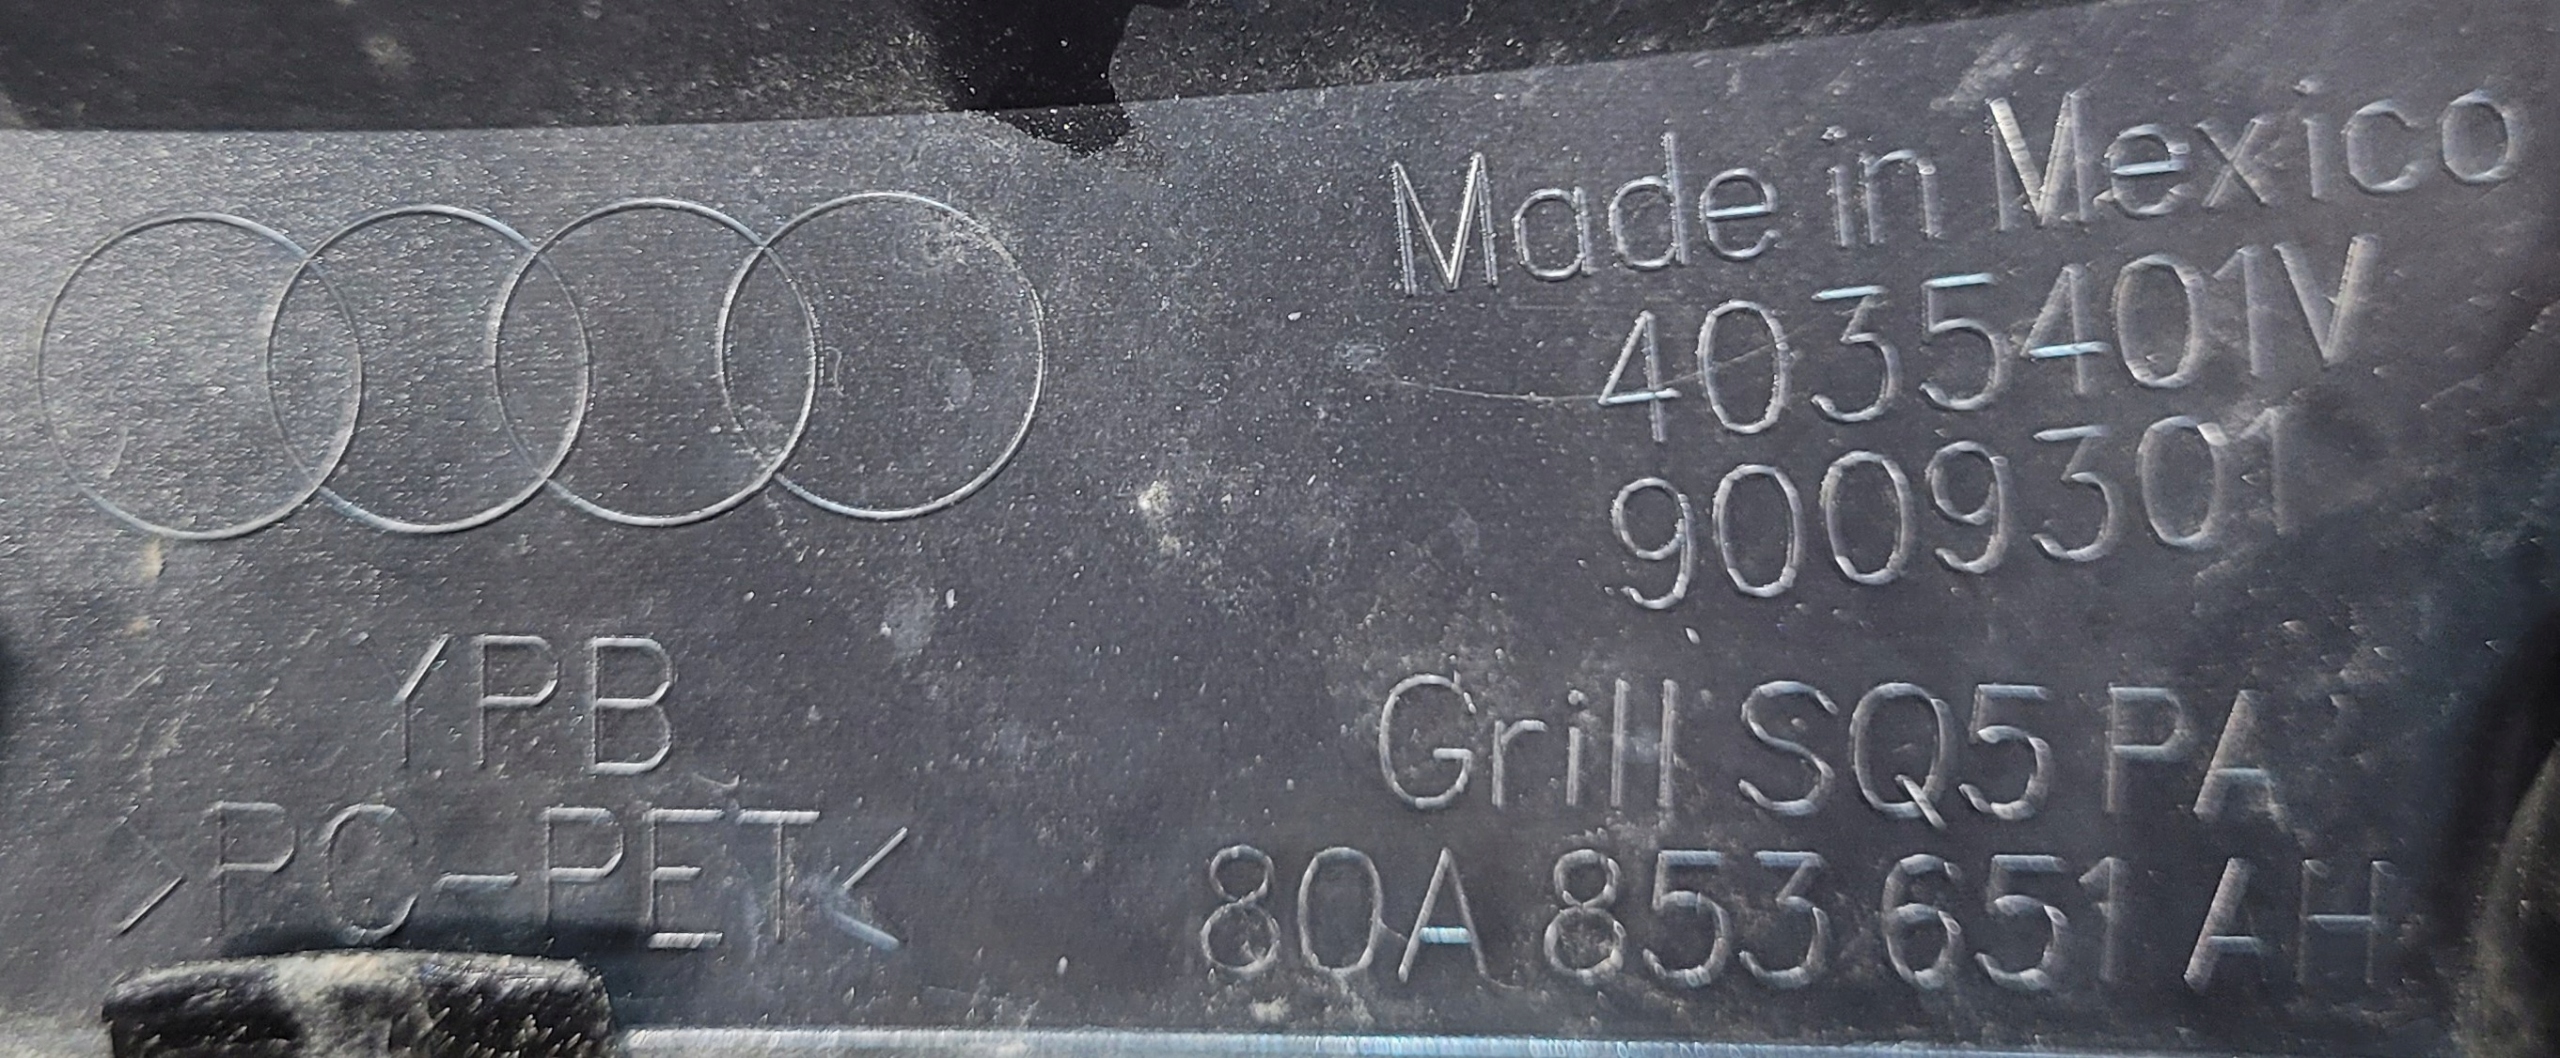 Made in Mexico
4035401V
9009301
YPB
>PC-PET<
Grill SQ5 PA
80A 853 651 AH